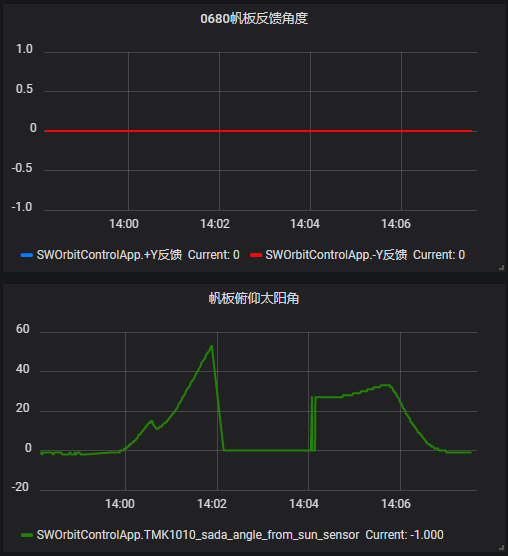 0680帆板反馈角度
1.0
0.5
0
-0.5
-1.0
14:00 14:02 14:04 14:06
SWOrbitControlApp.+Y反馈 Current: 0 SWOrbitControlApp.-Y反馈 Current: 0
帆板俯仰太阳角
60
40
20
0
-20
14:00 14:02 14:04 14:06
SWOrbitControlApp.TMK1010_sada_angle_from_sun_sensor Current: -1.000